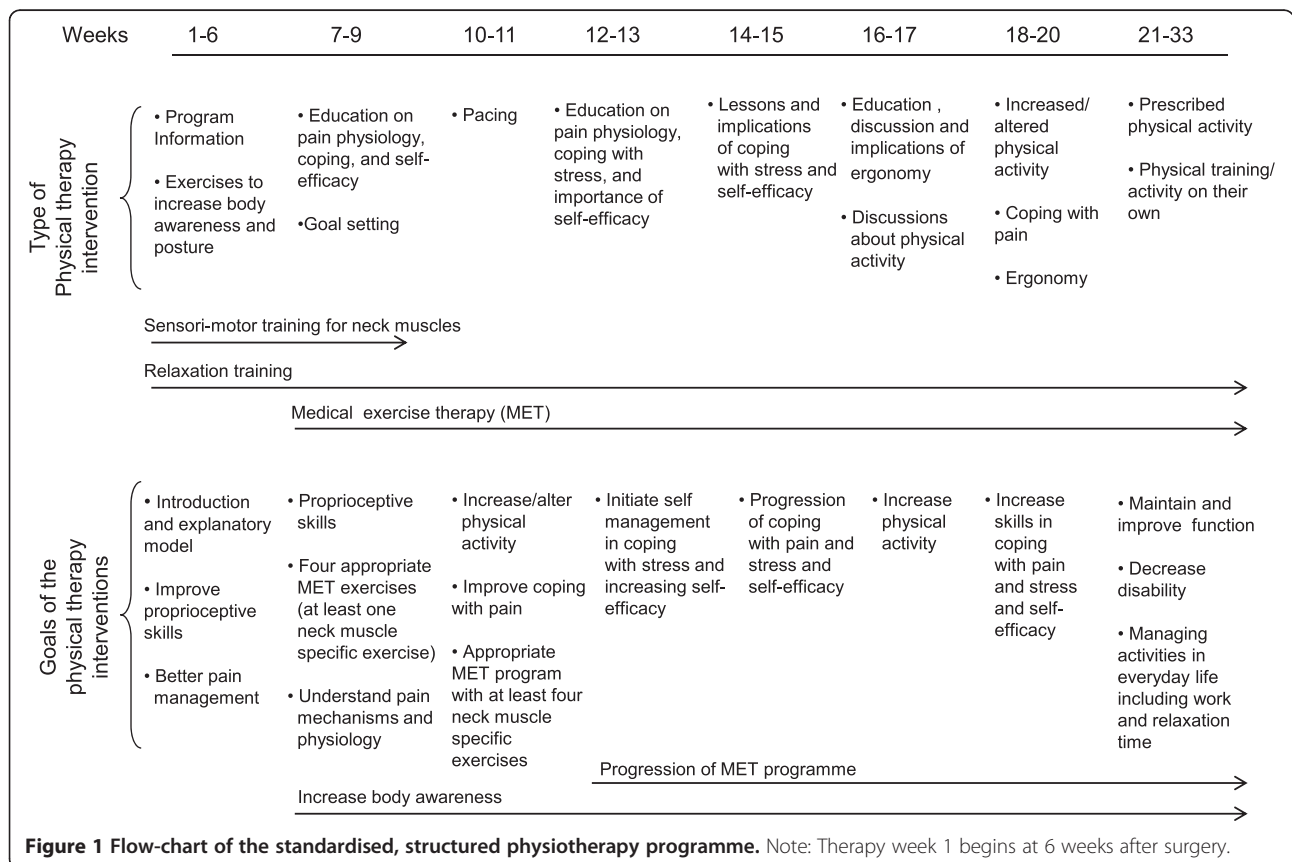 Weeks 1-6 7-9 10-11 12-13 14-15 16-17 18-20 21-33
Type of
Physical therapy
intervention
• Program
Information
• Exercises to
increase body
awareness and
posture
• Education on
pain physiology,
coping, and self-
efficacy
•Goal setting
• Pacing
• Education on
pain physiology,
coping with
stress, and
importance of
self-efficacy
• Lessons and
implications
of coping
with stress and
self-efficacy
• Education ,
discussion and
implications of
ergonomy
• Discussions
about physical
activity
• Increased/
altered
physical
activity
• Coping with
pain
• Ergonomy
• Prescribed
physical activity
• Physical training/
activity on their
own
Sensori-motor training for neck muscles
Relaxation training
Medical exercise therapy (MET)
Goals of the
physical therapy
interventions
• Introduction
and explanatory
model
• Improve
proprioceptive
skills
• Better pain
management
• Proprioceptive
skills
• Four appropriate
MET exercises
(at least one
neck muscle
specific exercise)
• Understand pain
mechanisms and
physiology
• Increase/alter
physical
activity
• Improve coping
with pain
• Appropriate
MET program
with at least four
neck muscle
specific
exercises
• Initiate self
management
in coping
with stress and
increasing self-
efficacy
• Progression
of coping
with pain and
stress and
self-efficacy
• Increase
physical
activity
• Increase
skills in
coping
with pain
and stress
and self-
efficacy
• Maintain and
improve function
• Decrease
disability
• Managing
activities in
everyday life
including work
and relaxation
time
Progression of MET programme
Increase body awareness
Figure 1 Flow-chart of the standardised, structured physiotherapy programme. Note: Therapy week 1 begins at 6 weeks after surgery.